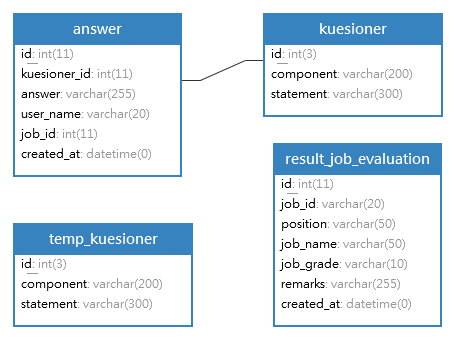 answer
id: int(11)
kuesioner_id: int(11)
answer: varchar(255)
user_name: varchar(20)
job_id: int(11)
created_at: datetime(0)
kuesioner
id: int(3)
component: varchar(200)
statement: varchar(300)
result_job_evaluation
id: int(11)
job_id: varchar(20)
position: varchar(50)
job_name: varchar(50)
job_grade: varchar(10)
remarks: varchar(255)
created_at: datetime(0)
temp_kuesioner
id: int(3)
component: varchar(200)
statement: varchar(300)